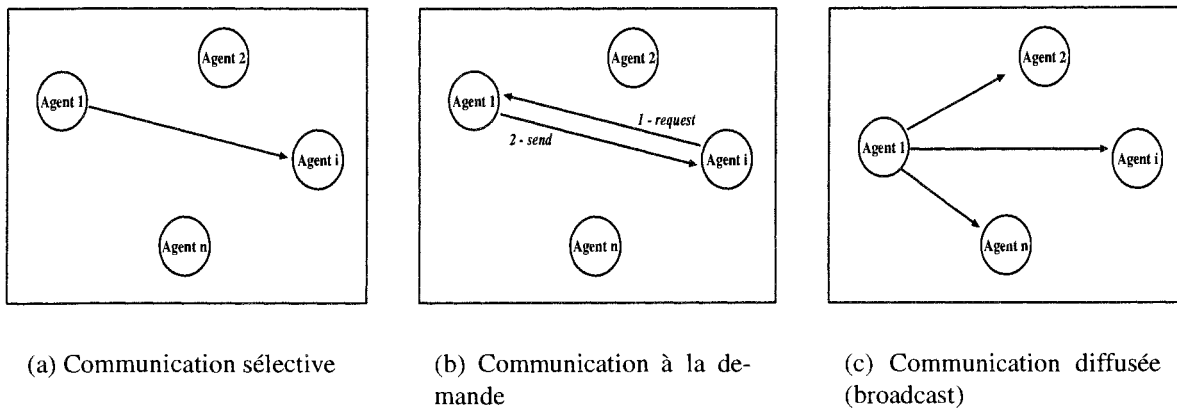 Agent 1
Agent 2
Agent i
Agent n
Agent 1
Agent 2
1 - request
2 - send
Agent i
Agent n
Agent 1
Agent 2
Agent i
Agent n
(a) Communication sélective
(b) Communication à la de-
mande
(c) Communication diffusée
(broadcast)